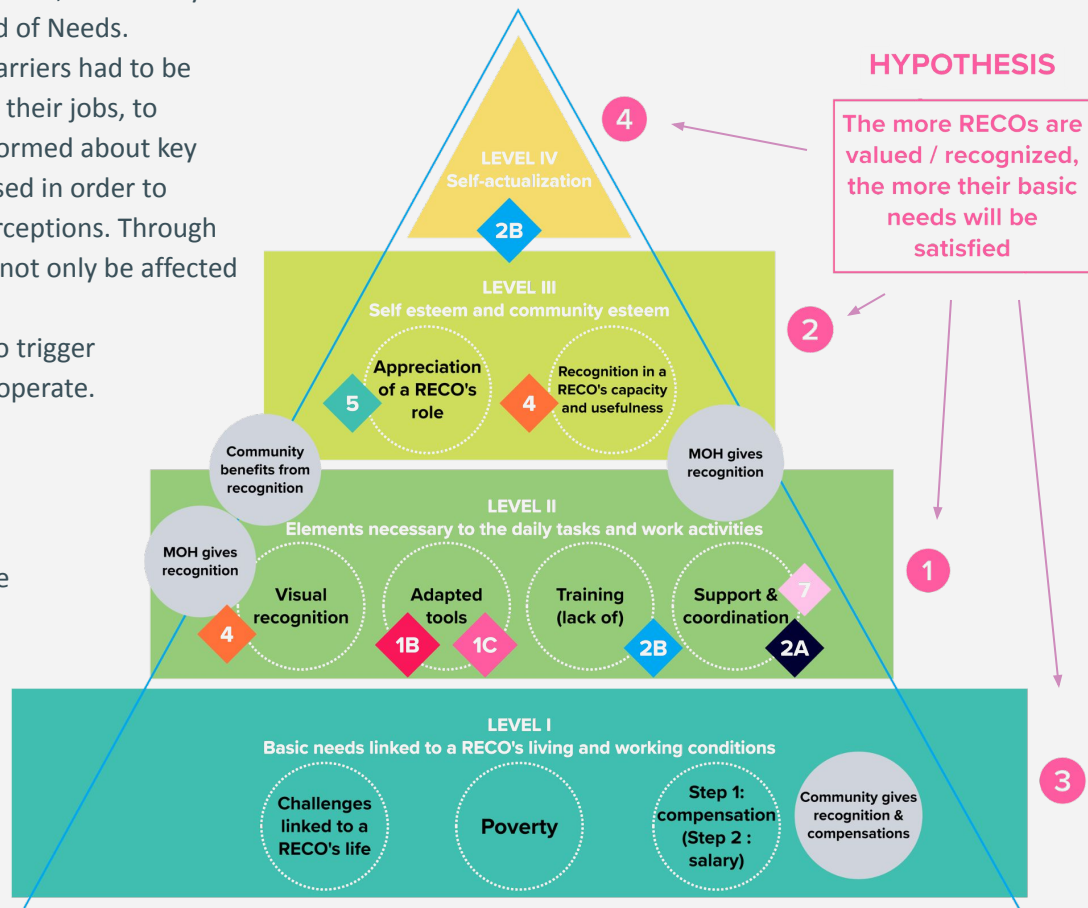 d of Needs.
arriers had to be
their jobs, to
ormed about key
sed in order to
rceptions. Through
not only be affected
o trigger
operate.
e
HYPOTHESIS
The more RECOs are
valued / recognized,
the more their basic
needs will be
satisfied
4
LEVEL IV
Self-actualization
2B
2
LEVEL III
Self esteem and community esteem
Appreciation
of a RECO's
role
5
Recognition in a
RECO's capacity
and usefulness
4
Community
benefits from
recognition
MOH gives
recognition
1
LEVEL II
Elements necessary to the daily tasks and work activities
MOH gives
recognition
Visual
recognition
4
Adapted
tools
1B
1C
Training
(lack of)
2B
Support &
coordination
7
2A
3
LEVEL I
Basic needs linked to a RECO's living and working conditions
Challenges
linked to a
RECO's life
Poverty
Step 1:
compensation
(Step 2 :
salary)
Community gives
recognition &
compensations